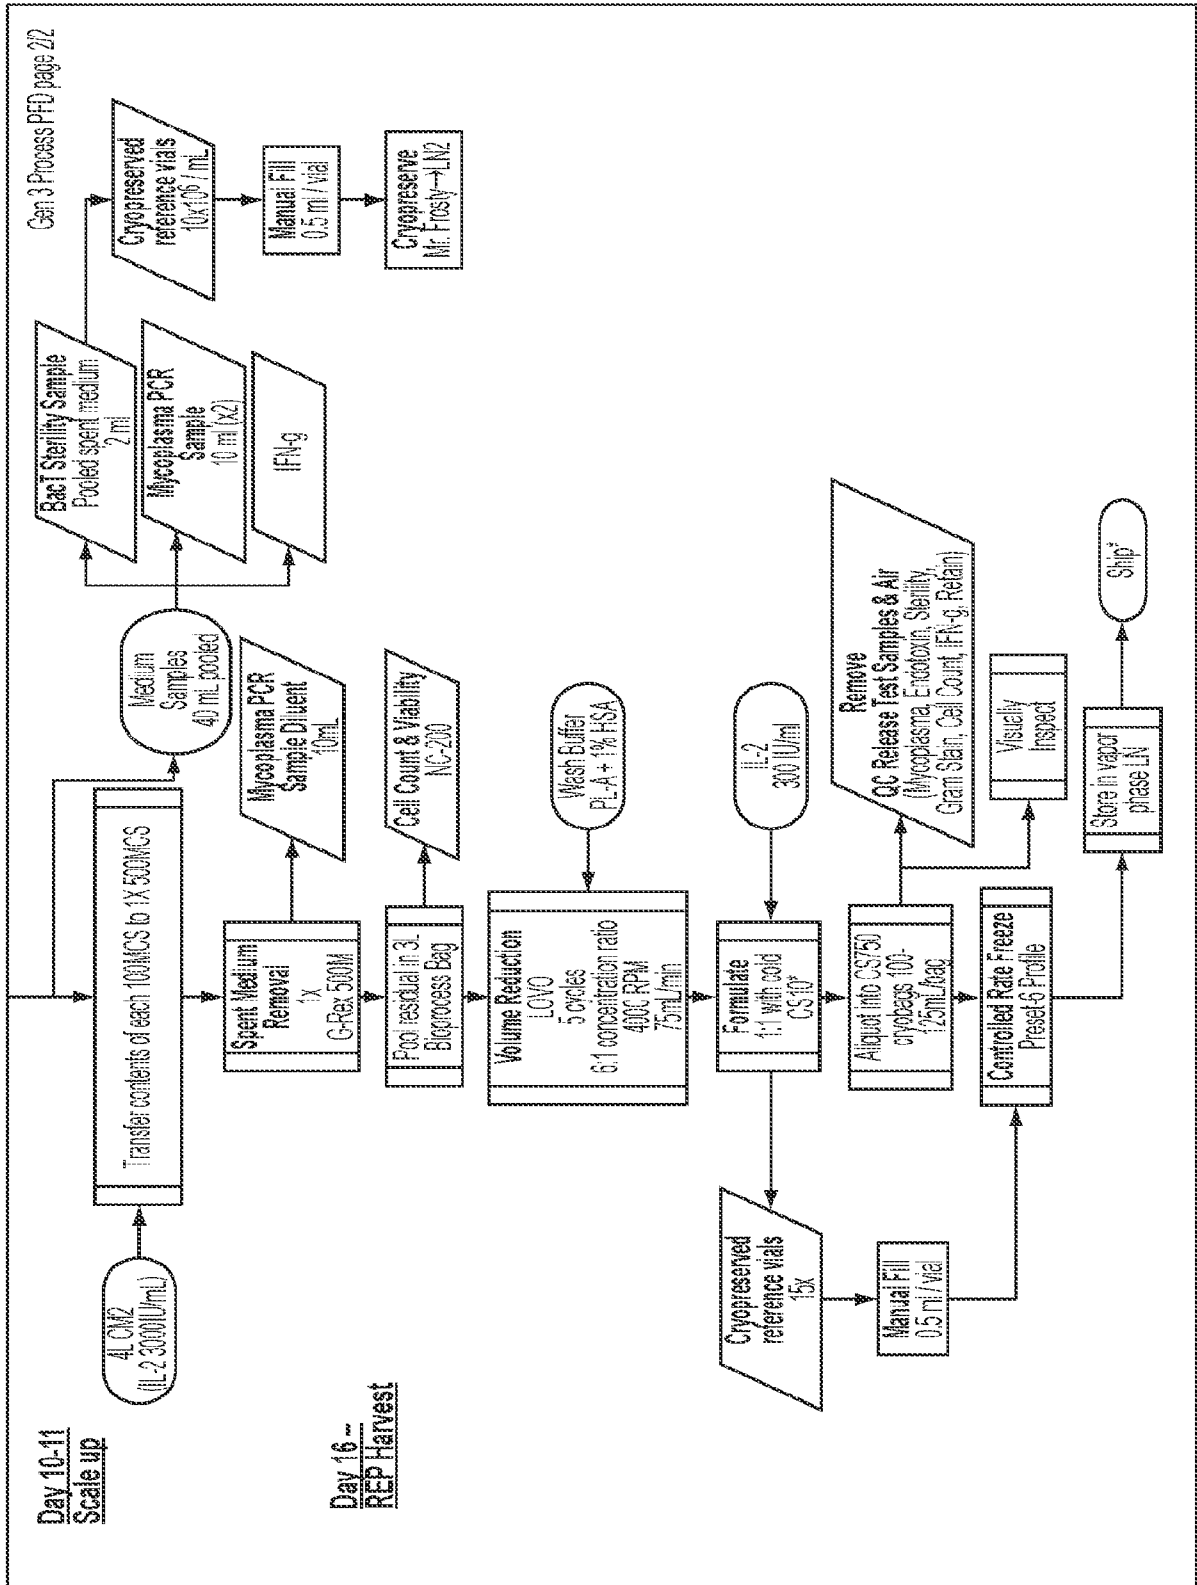 Gen 3 Process PFD page 2/2
Day 10-11
Scale up
4L CM2
(IL-2 3000IU/mL)
Transfer contents of each 100MCS to 1X 500MCS
Medium
Samples
40 mL pooled
BacT Sterility Sample
Pooled spent medium
2 ml
Mycoplasma PCR
Sample
10 ml (x2)
IFN-g
Cryopreserved
reference vials
10x10⁶ / mL
Manual Fill
0.5 ml / vial
Cryopreserve
Mr. Frosty→LN2
Day 16 –
REP Harvest
Spent Medium
Removal
1x
G-Rex 500M
Mycoplasma PCR
Sample Diluent
10mL
Pool residual in 3L
Bioprocess Bag
Cell Count & Viability
NC-200
Volume Reduction
LOVO
5 cycles
6:1 concentration ratio
4000 RPM
75mL/min
Wash Buffer
PL-A + 1% HSA
Formulate
1:1 with cold
CS10*
IL-2
300 IU/ml
Cryopreserved
reference vials
15x
Manual Fill
0.5 ml / vial
Aliquot into CS750
cryobags 100-
125mL/bag
Remove
QC Release Test Samples & Air
(Mycoplasma, Endotoxin, Sterility,
Gram Stain, Cell Count, IFN-g, Retain)
Visually
Inspect
Controlled Rate Freeze
Preset-6 Profile
Store in vapor
phase LN
Ship*